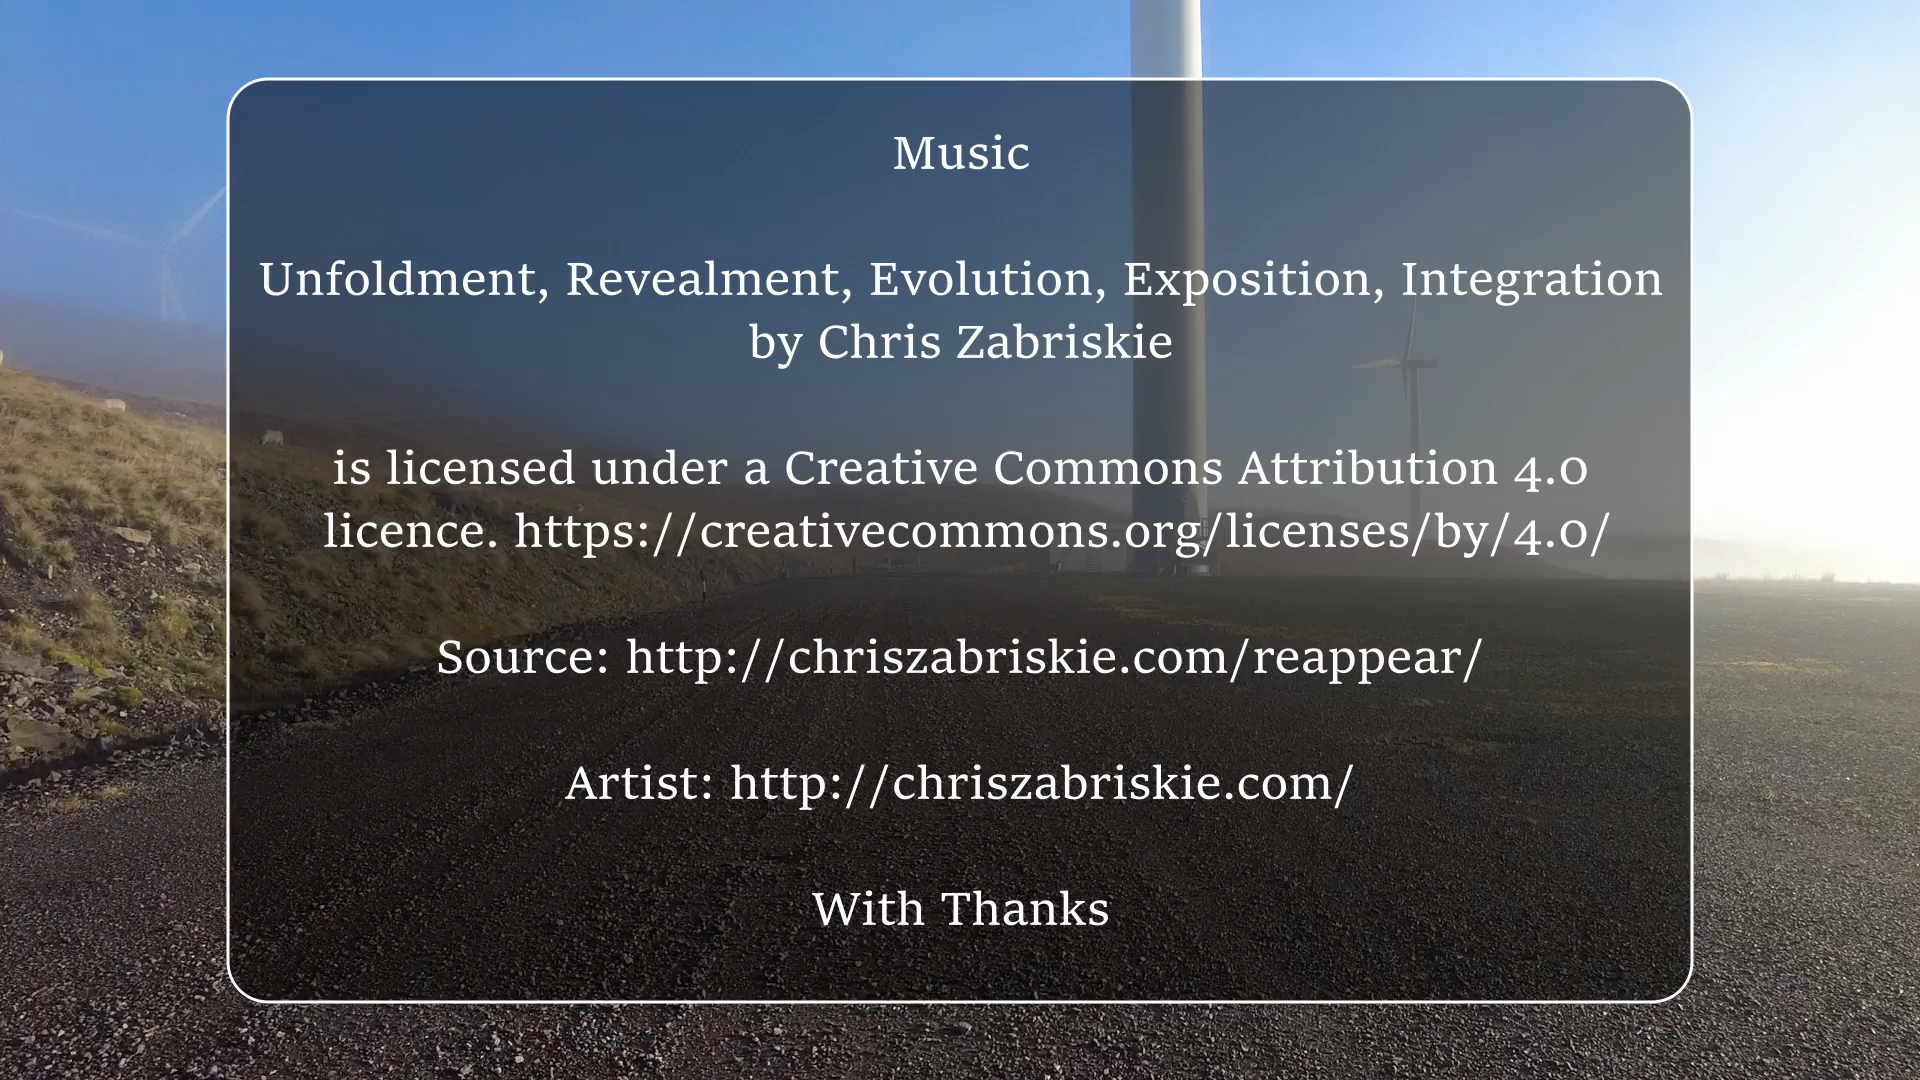 Music
Unfoldment, Revealment, Evolution, Exposition, Integration
by Chris Zabriskie
is licensed under a Creative Commons Attribution 4.0
licence. https://creativecommons.org/licenses/by/4.0/
Source: http://chriszabriskie.com/reappear/
Artist: http://chriszabriskie.com/
With Thanks